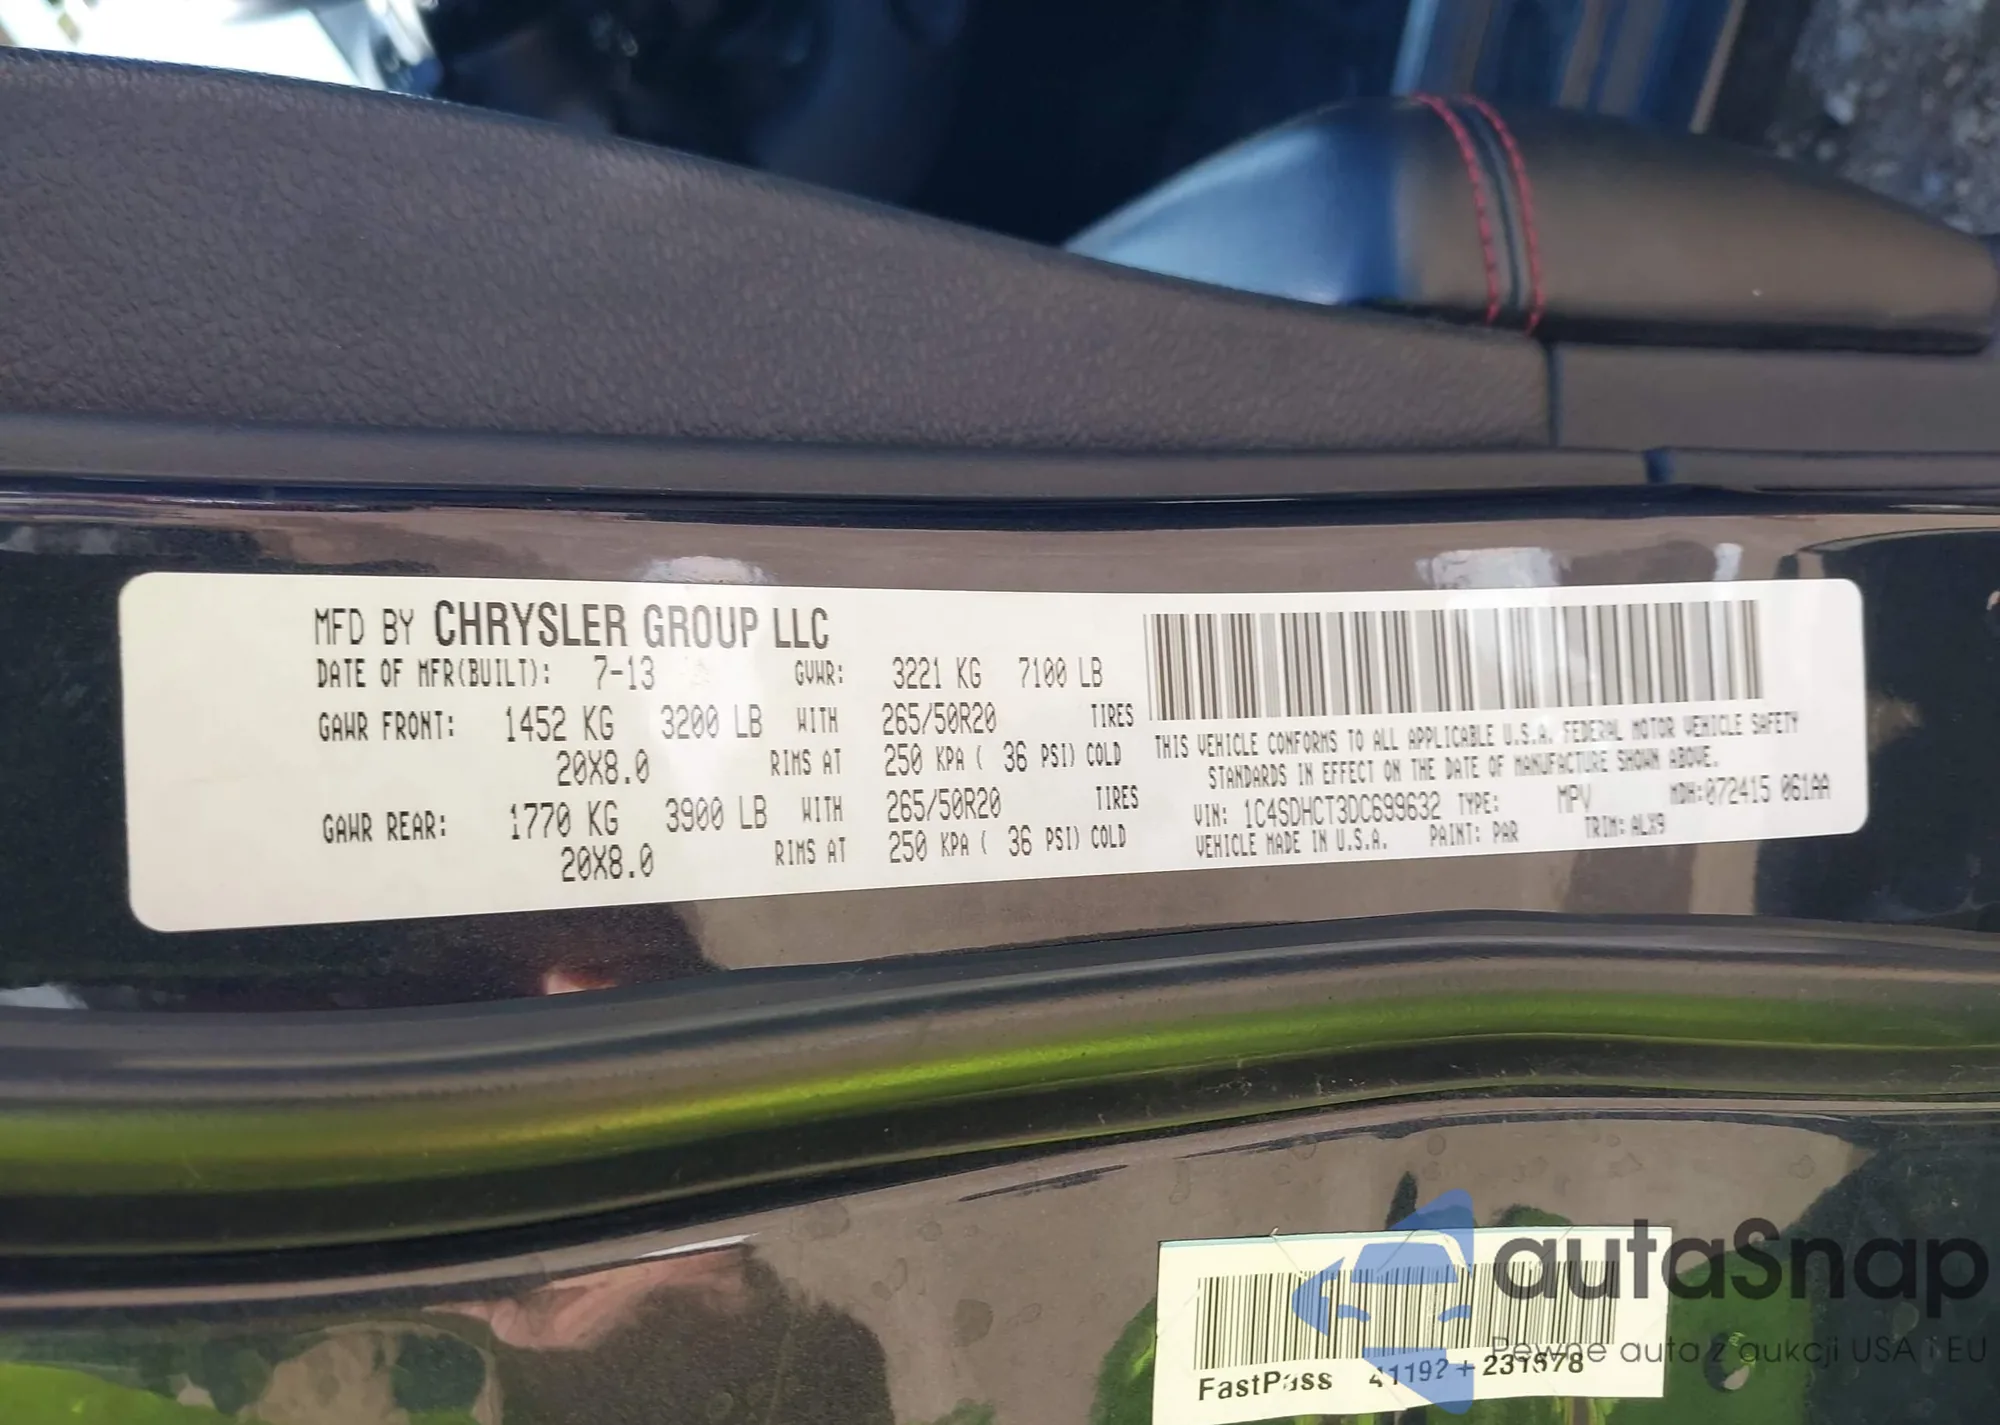 MFD BY CHRYSLER GROUP LLC
DATE OF MFR(BUILT): 7-13 GVWR: 3221 KG 7100 LB
GAWR FRONT: 1452 KG 3200 LB WITH 265/50R20 TIRES
20X8.0 RIMS AT 250 KPA ( 36 PSI) COLD
GAWR REAR: 1770 KG 3900 LB WITH 265/50R20 TIRES
20X8.0 RIMS AT 250 KPA ( 36 PSI) COLD
THIS VEHICLE CONFORMS TO ALL APPLICABLE U.S.A. FEDERAL MOTOR VEHICLE SAFETY
STANDARDS IN EFFECT ON THE DATE OF MANUFACTURE SHOWN ABOVE.
VIN: 1C4SDHCT3DC699632 TYPE: MPV MDH:072415 061AA
VEHICLE MADE IN U.S.A. PAINT: PAR TRIM: ALX9
autaSnap
Pewne auta z aukcji USA i EU
FastPass 41192 + 231678